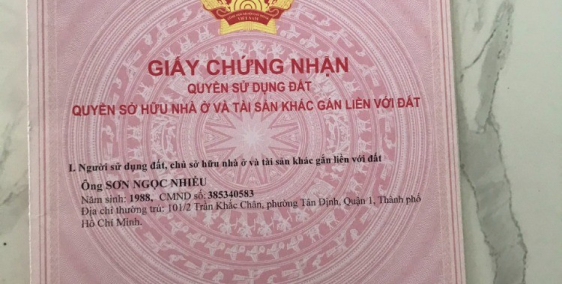 VIỆT NAM
GIẤY CHỨNG NHẬN
QUYỀN SỬ DỤNG ĐẤT
QUYỀN SỞ HỮU NHÀ Ở VÀ TÀI SẢN KHÁC GẮN LIỀN VỚI ĐẤT
I. Người sử dụng đất, chủ sở hữu nhà ở và tài sản khác gắn liền với đất
Ông SƠN NGỌC NHIÊU
Năm sinh: 1988, CMND số: 385340583
Địa chỉ thường trú: 101/2 Trần Khắc Chân, phường Tân Định, Quận 1, Thành phố
Hồ Chí Minh.